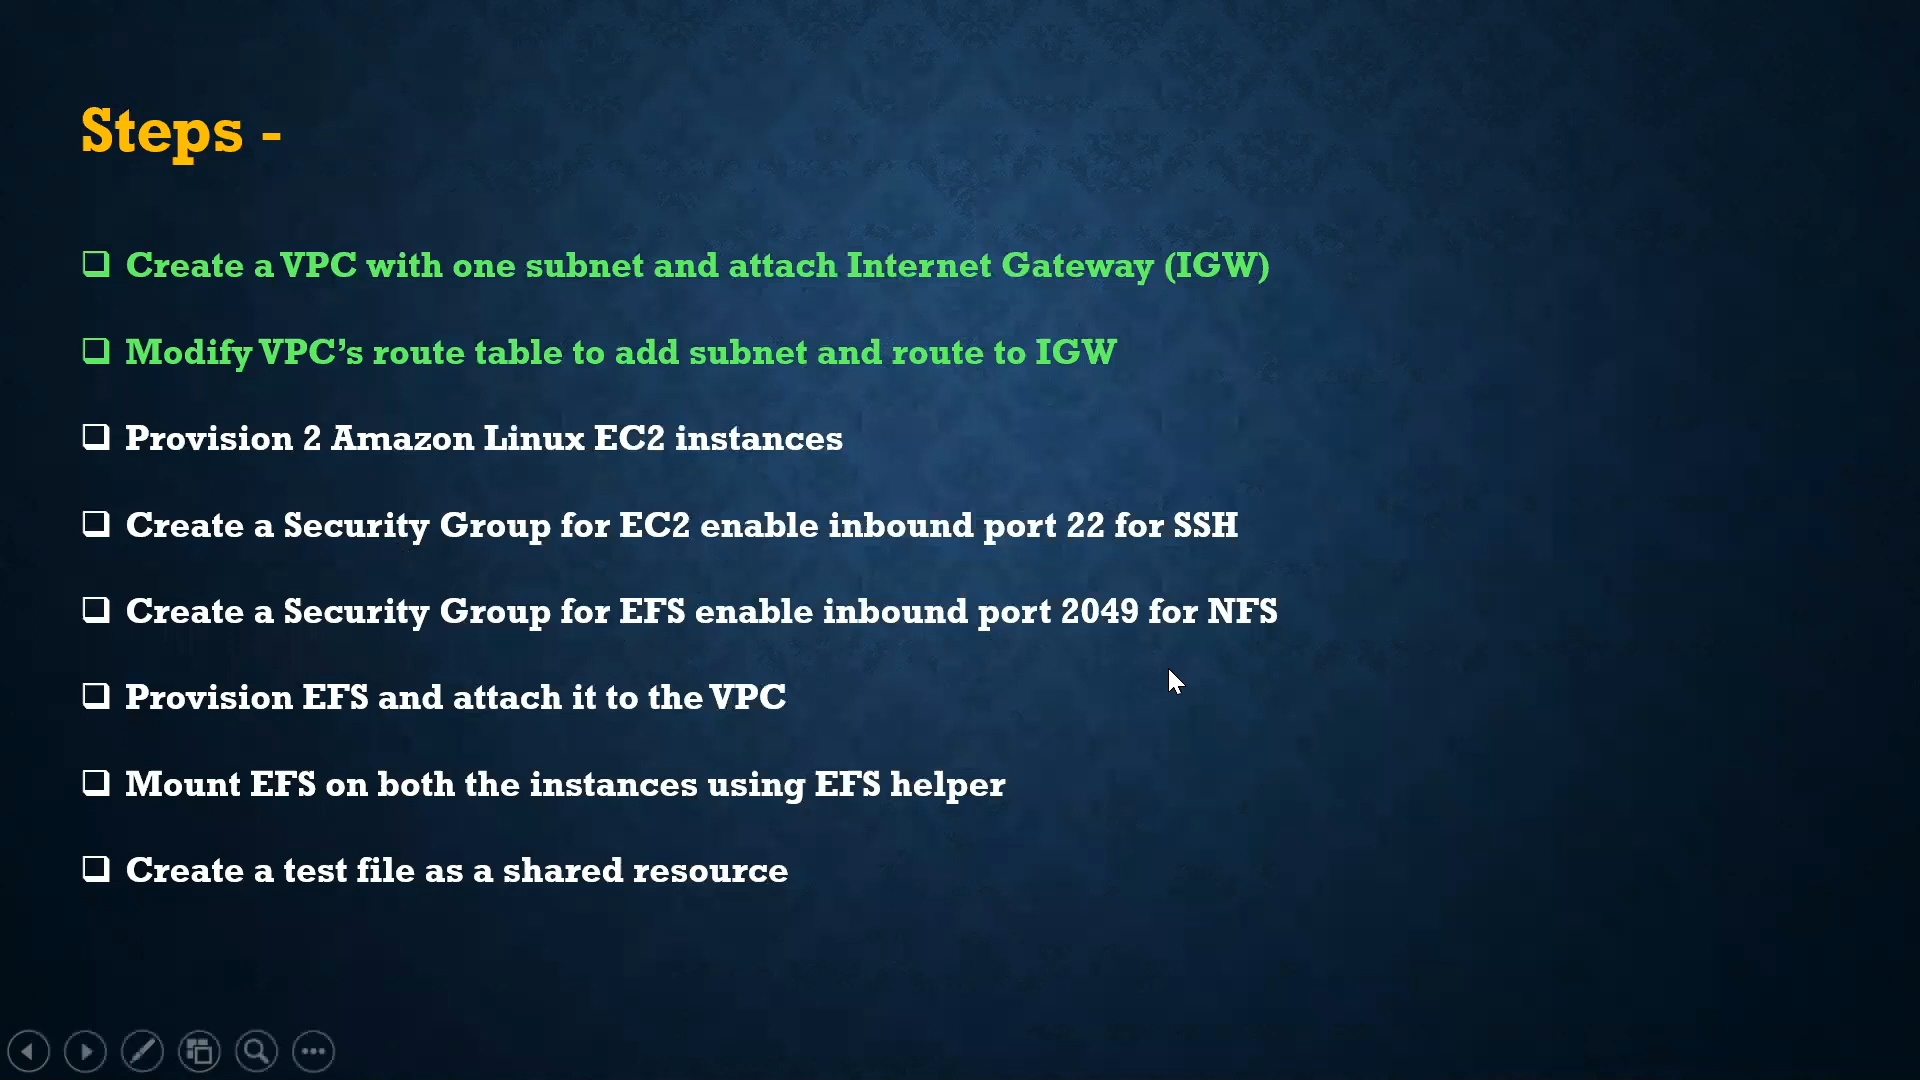 Steps -
Create a VPC with one subnet and attach Internet Gateway (IGW)
Modify VPC’s route table to add subnet and route to IGW
Provision 2 Amazon Linux EC2 instances
Create a Security Group for EC2 enable inbound port 22 for SSH
Create a Security Group for EFS enable inbound port 2049 for NFS
Provision EFS and attach it to the VPC
Mount EFS on both the instances using EFS helper
Create a test file as a shared resource